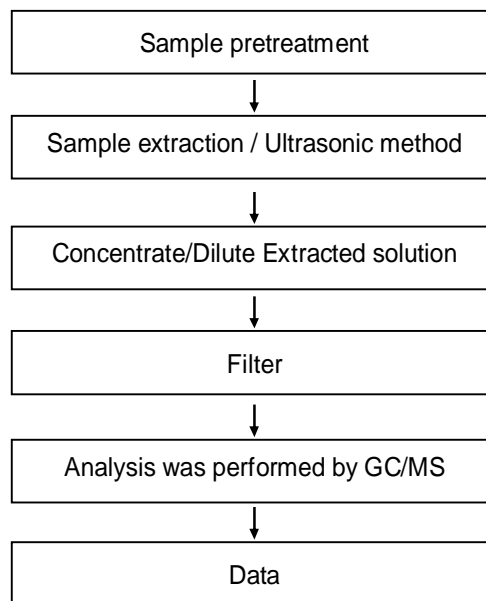 Sample pretreatment
Sample extraction / Ultrasonic method
Concentrate/Dilute Extracted solution
Filter
Analysis was performed by GC/MS
Data